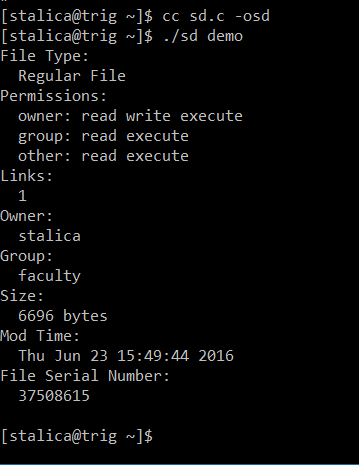 [stalica@trig ~]$ cc sd.c -osd
[stalica@trig ~]$ ./sd demo
File Type:
  Regular File
Permissions:
  owner: read write execute
  group: read execute
  other: read execute
Links:
  1
Owner:
  stalica
Group:
  faculty
Size:
  6696 bytes
Mod Time:
  Thu Jun 23 15:49:44 2016
File Serial Number:
  37508615
[stalica@trig ~]$